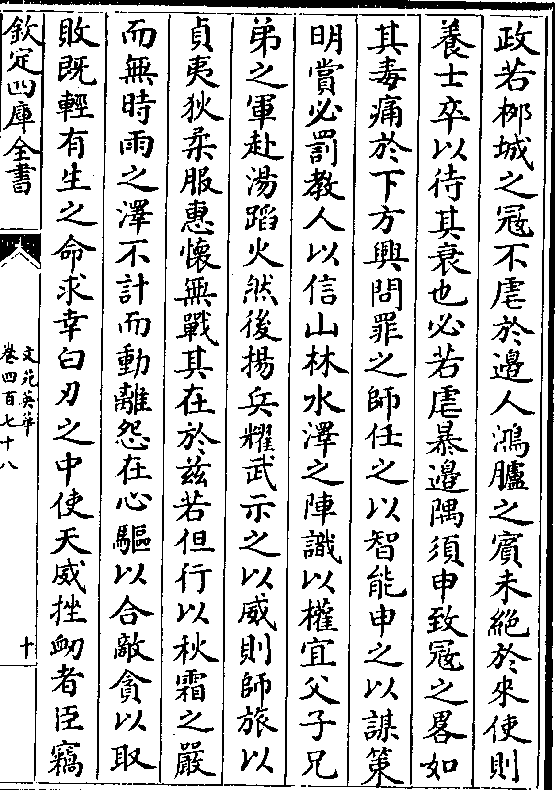 政若栁城之冦不虐於邉人鴻臚之賓未絕於來使則
養士卒以待其衰也必若虐暴邉隅須申致冦之畧如
其毒痛於下方興問罪之師任之以智能申之以謀策
明賞必罰教人以信山林水澤之陣識以權宜父子兄
弟之軍赴湯蹈火然後揚兵耀武示之以威則師旅以
貞夷狄柔服惠懷無戰其在於兹若但行以秋霜之嚴
而無時雨之澤不計而動離怨在心驅以合敵貪以取
敗既輕有生之命求幸白刃之中使天威挫衂者臣竊
欽定四庫全書
文苑英華
卷四百七十八
十